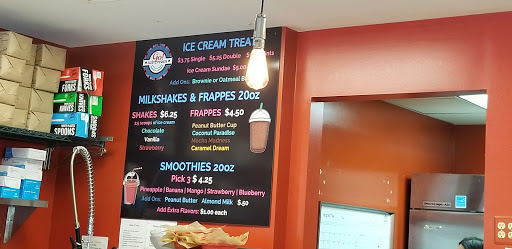 ICE CREAM TREATS
$3.75 Single $5.25 Double
Ice Cream Sundae $5.00
Add Ons: Brownie or Oatmeal
MILKSHAKES & FRAPPES 20oz
SHAKES $6.25
2.5 scoops of ice cream
Chocolate
Vanilla
Strawberry
FRAPPES $4.50
Peanut Butter Cup
Coconut Paradise
Mocha Madness
Caramel Dream
SMOOTHIES 20oz
Pick 3 $ 4.25
Pineapple | Banana | Mango | Strawberry | Blueberry
Add Ons: Peanut Butter Almond Milk $.50
Add Extra Flavors: $1.00 each
FORKS
SPOONS